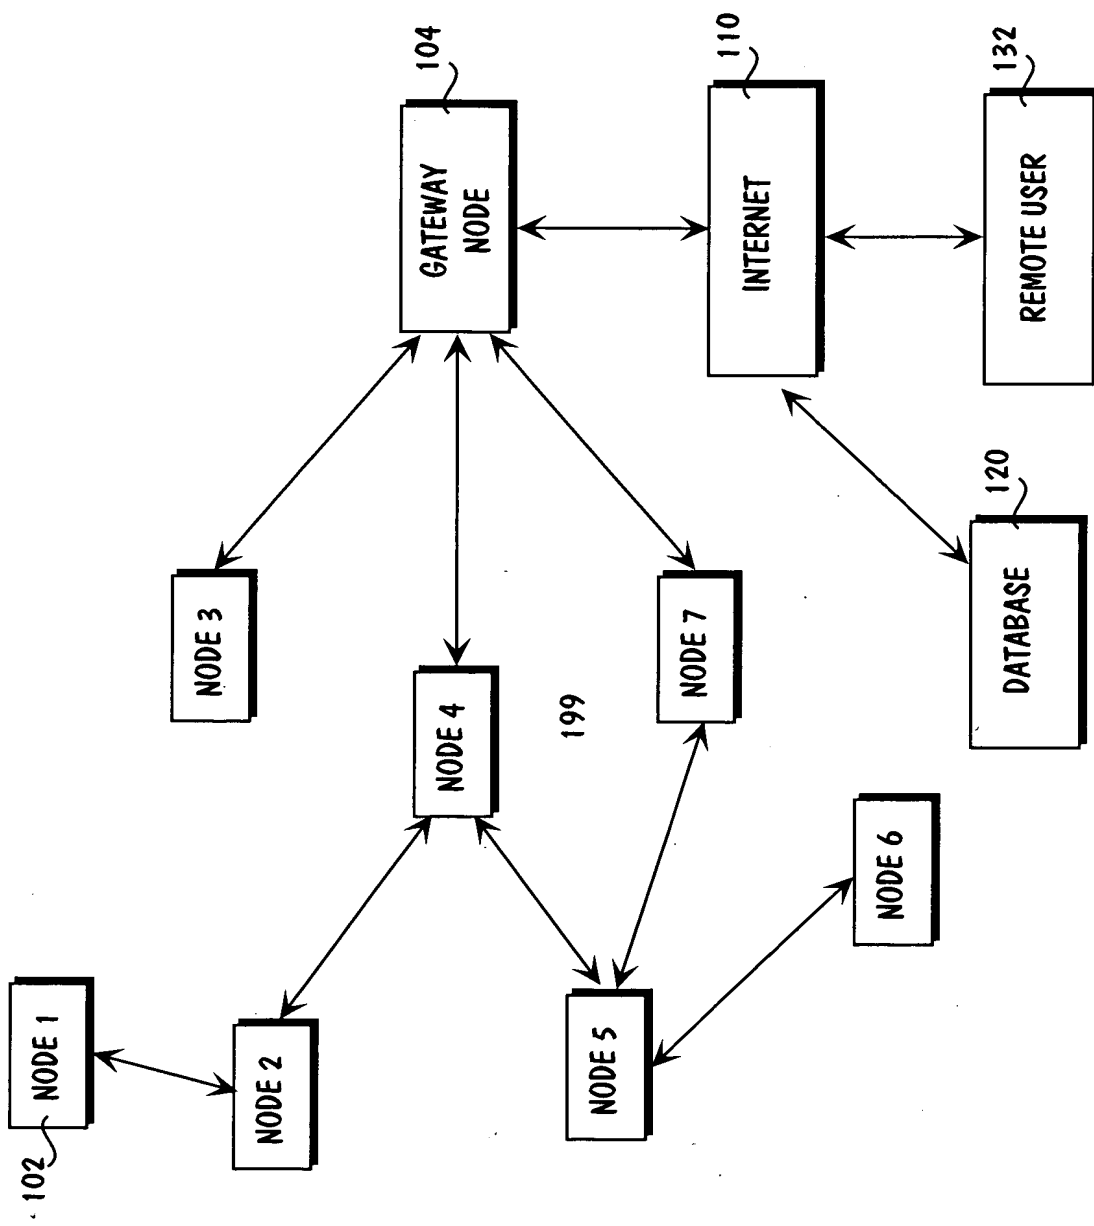 102
NODE 1
NODE 3
NODE 2
104
GATEWAY
NODE
NODE 4
199
NODE 5
NODE 7
110
INTERNET
NODE 6
120
DATABASE
132
REMOTE USER